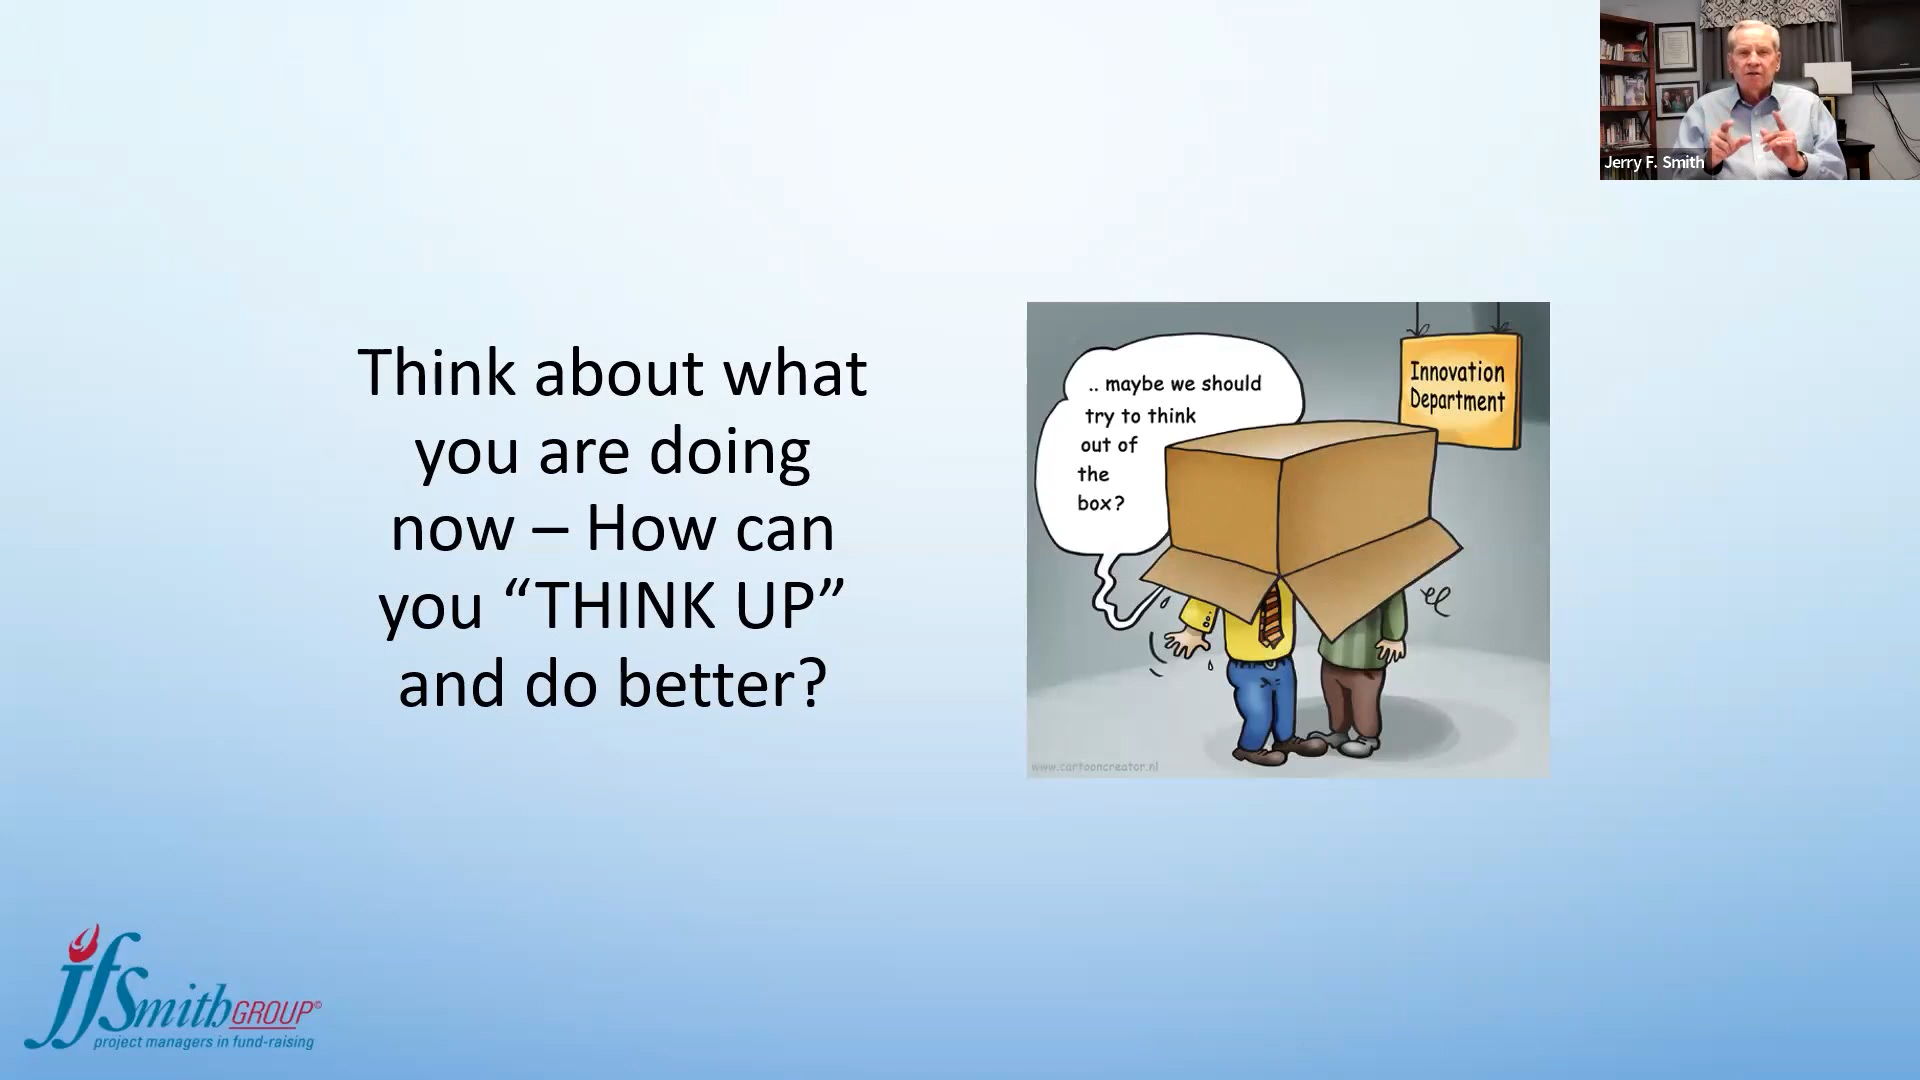 Jerry F. Smith
Think about what
you are doing
now – How can
you “THINK UP”
and do better?
.. maybe we should
try to think
out of
the
box?
Innovation
Department
www.cartooncreator.nl
jfSmithGROUP©
project managers in fund-raising